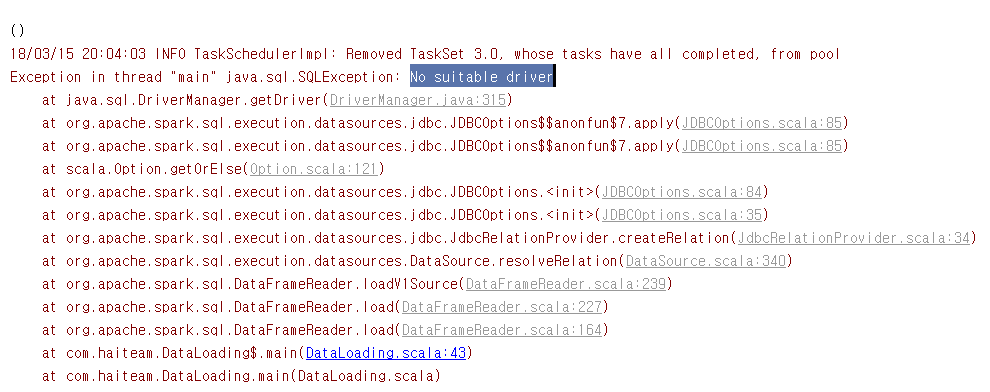 ()
18/03/15 20:04:03 INFO TaskSchedulerImpl: Removed TaskSet 3.0, whose tasks have all completed, from pool
Exception in thread "main" java.sql.SQLException: No suitable driver
at java.sql.DriverManager.getDriver(DriverManager.java:315)
at org.apache.spark.sql.execution.datasources.jdbc.JDBCOptions$$anonfun$7.apply(JDBCOptions.scala:85)
at org.apache.spark.sql.execution.datasources.jdbc.JDBCOptions$$anonfun$7.apply(JDBCOptions.scala:85)
at scala.Option.getOrElse(Option.scala:121)
at org.apache.spark.sql.execution.datasources.jdbc.JDBCOptions.<init>(JDBCOptions.scala:84)
at org.apache.spark.sql.execution.datasources.jdbc.JDBCOptions.<init>(JDBCOptions.scala:35)
at org.apache.spark.sql.execution.datasources.jdbc.JdbcRelationProvider.createRelation(JdbcRelationProvider.scala:34)
at org.apache.spark.sql.execution.datasources.DataSource.resolveRelation(DataSource.scala:340)
at org.apache.spark.sql.DataFrameReader.loadV1Source(DataFrameReader.scala:239)
at org.apache.spark.sql.DataFrameReader.load(DataFrameReader.scala:227)
at org.apache.spark.sql.DataFrameReader.load(DataFrameReader.scala:164)
at com.haiteam.DataLoading$.main(DataLoading.scala:43)
at com.haiteam.DataLoading.main(DataLoading.scala)